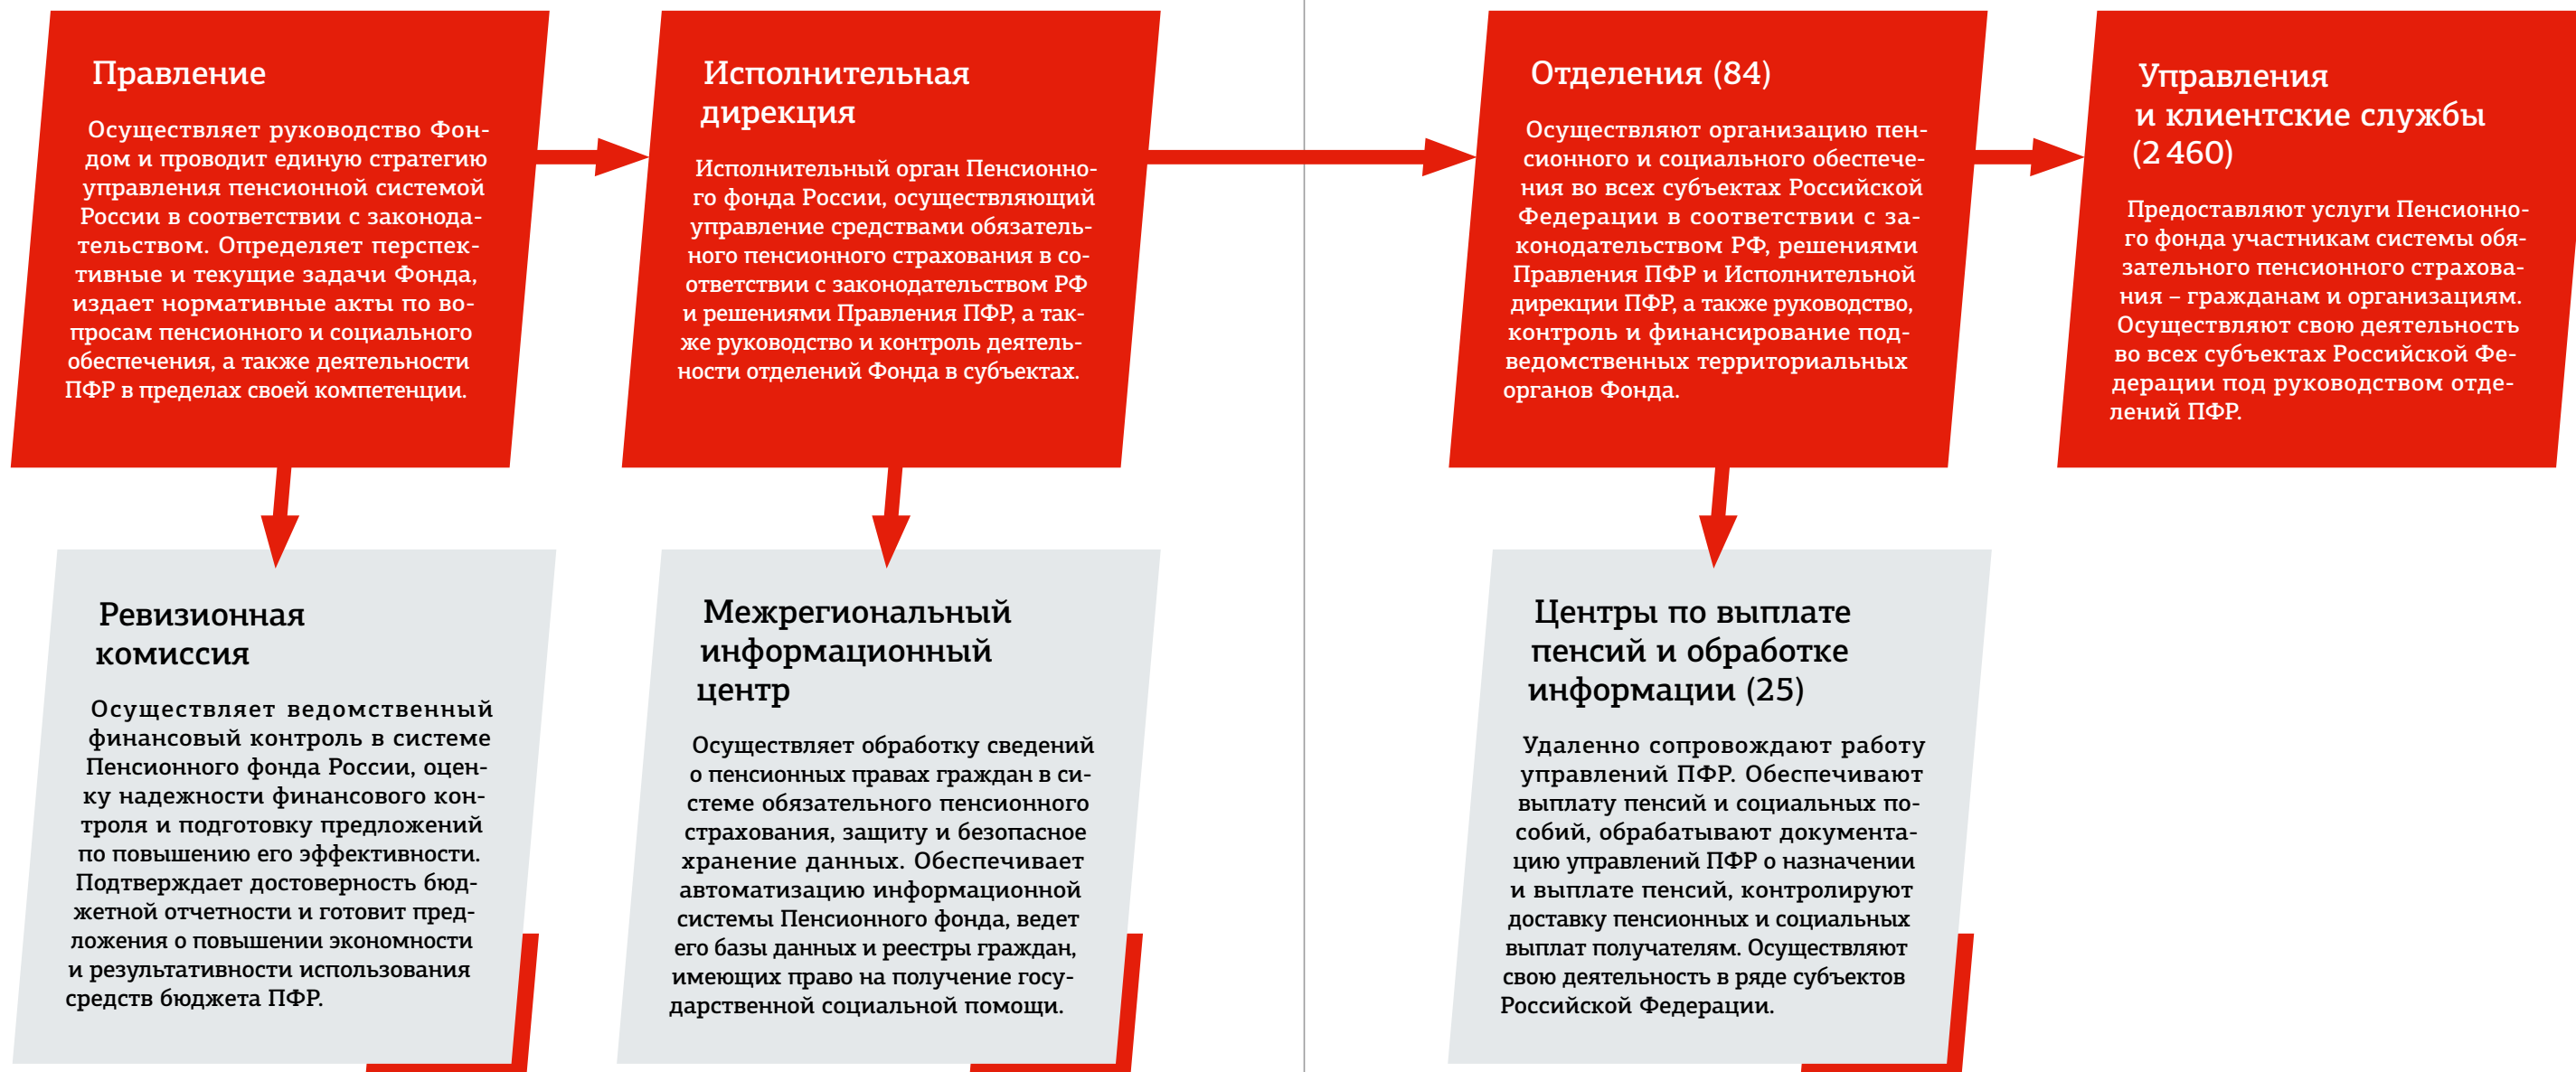 Правление
Осуществляет руководство Фон-
дом и проводит единую стратегию
управления пенсионной системой
России в соответствии с законода-
тельством. Определяет перспек-
тивные и текущие задачи Фонда,
издает нормативные акты по во-
просам пенсионного и социального
обеспечения, а также деятельности
ПФР в пределах своей компетенции.
Исполнительная
дирекция
Исполнительный орган Пенсионно-
го фонда России, осуществляющий
управление средствами обязатель-
ного пенсионного страхования в со-
ответствии с законодательством РФ
и решениями Правления ПФР, а так-
же руководство и контроль деятель-
ности отделений Фонда в субъектах.
Отделения (84)
Осуществляют организацию пен-
сионного и социального обеспече-
ния во всех субъектах Российской
Федерации в соответствии с за-
конодательством РФ, решениями
Правления ПФР и Исполнительной
дирекции ПФР, а также руководство,
контроль и финансирование под-
ведомственных территориальных
органов Фонда.
Управления
и клиентские службы
(2 460)
Предоставляют услуги Пенсионно-
го фонда участникам системы обя-
зательного пенсионного страхова-
ния – гражданам и организациям.
Осуществляют свою деятельность
во всех субъектах Российской Фе-
дерации под руководством отде-
лений ПФР.
Ревизионная
комиссия
Осуществляет ведомственный
финансовый контроль в системе
Пенсионного фонда России, оцен-
ку надежности финансового кон-
троля и подготовку предложений
по повышению его эффективности.
Подтверждает достоверность бюд-
жетной отчетности и готовит пред-
ложения о повышении экономности
и результативности использования
средств бюджета ПФР.
Межрегиональный
информационный
центр
Осуществляет обработку сведений
о пенсионных правах граждан в си-
стеме обязательного пенсионного
страхования, защиту и безопасное
хранение данных. Обеспечивает
автоматизацию информационной
системы Пенсионного фонда, ведет
его базы данных и реестры граждан,
имеющих право на получение госу-
дарственной социальной помощи.
Центры по выплате
пенсий и обработке
информации (25)
Удаленно сопровождают работу
управлений ПФР. Обеспечивают
выплату пенсий и социальных по-
собий, обрабатывают документа-
цию управлений ПФР о назначении
и выплате пенсий, контролируют
доставку пенсионных и социальных
выплат получателям. Осуществляют
свою деятельность в ряде субъектов
Российской Федерации.